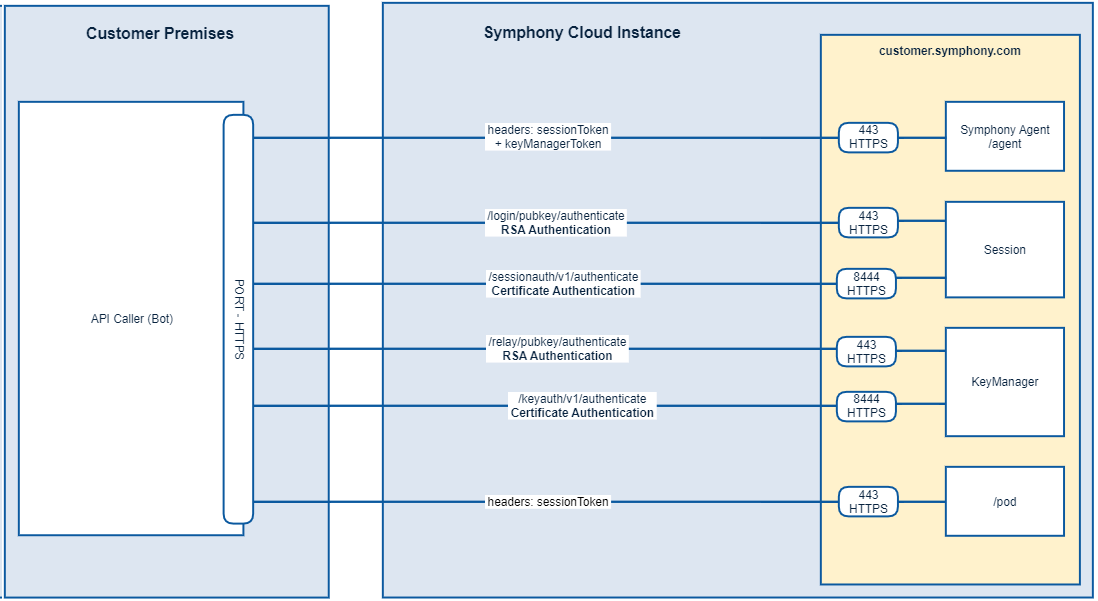 Customer Premises
Symphony Cloud Instance
customer.symphony.com
API Caller (Bot)
PORT - HTTPS
headers: sessionToken
+ keyManagerToken
443
HTTPS
Symphony Agent
/agent
/login/pubkey/authenticate
RSA Authentication
443
HTTPS
Session
/sessionauth/v1/authenticate
Certificate Authentication
8444
HTTPS
/relay/pubkey/authenticate
RSA Authentication
443
HTTPS
KeyManager
/keyauth/v1/authenticate
Certificate Authentication
8444
HTTPS
headers: sessionToken
443
HTTPS
/pod